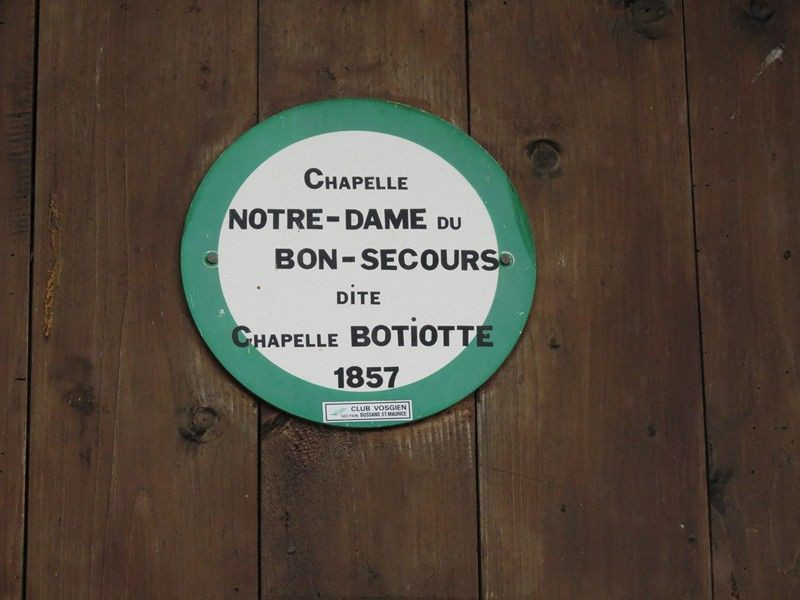 Chapelle
NOTRE-DAME DU
BON-SECOURS
DiTE
Chapelle BOTiOTTE
1857
CLUB VOSGIEN
SECTION BUSSANG ST.MAURICE